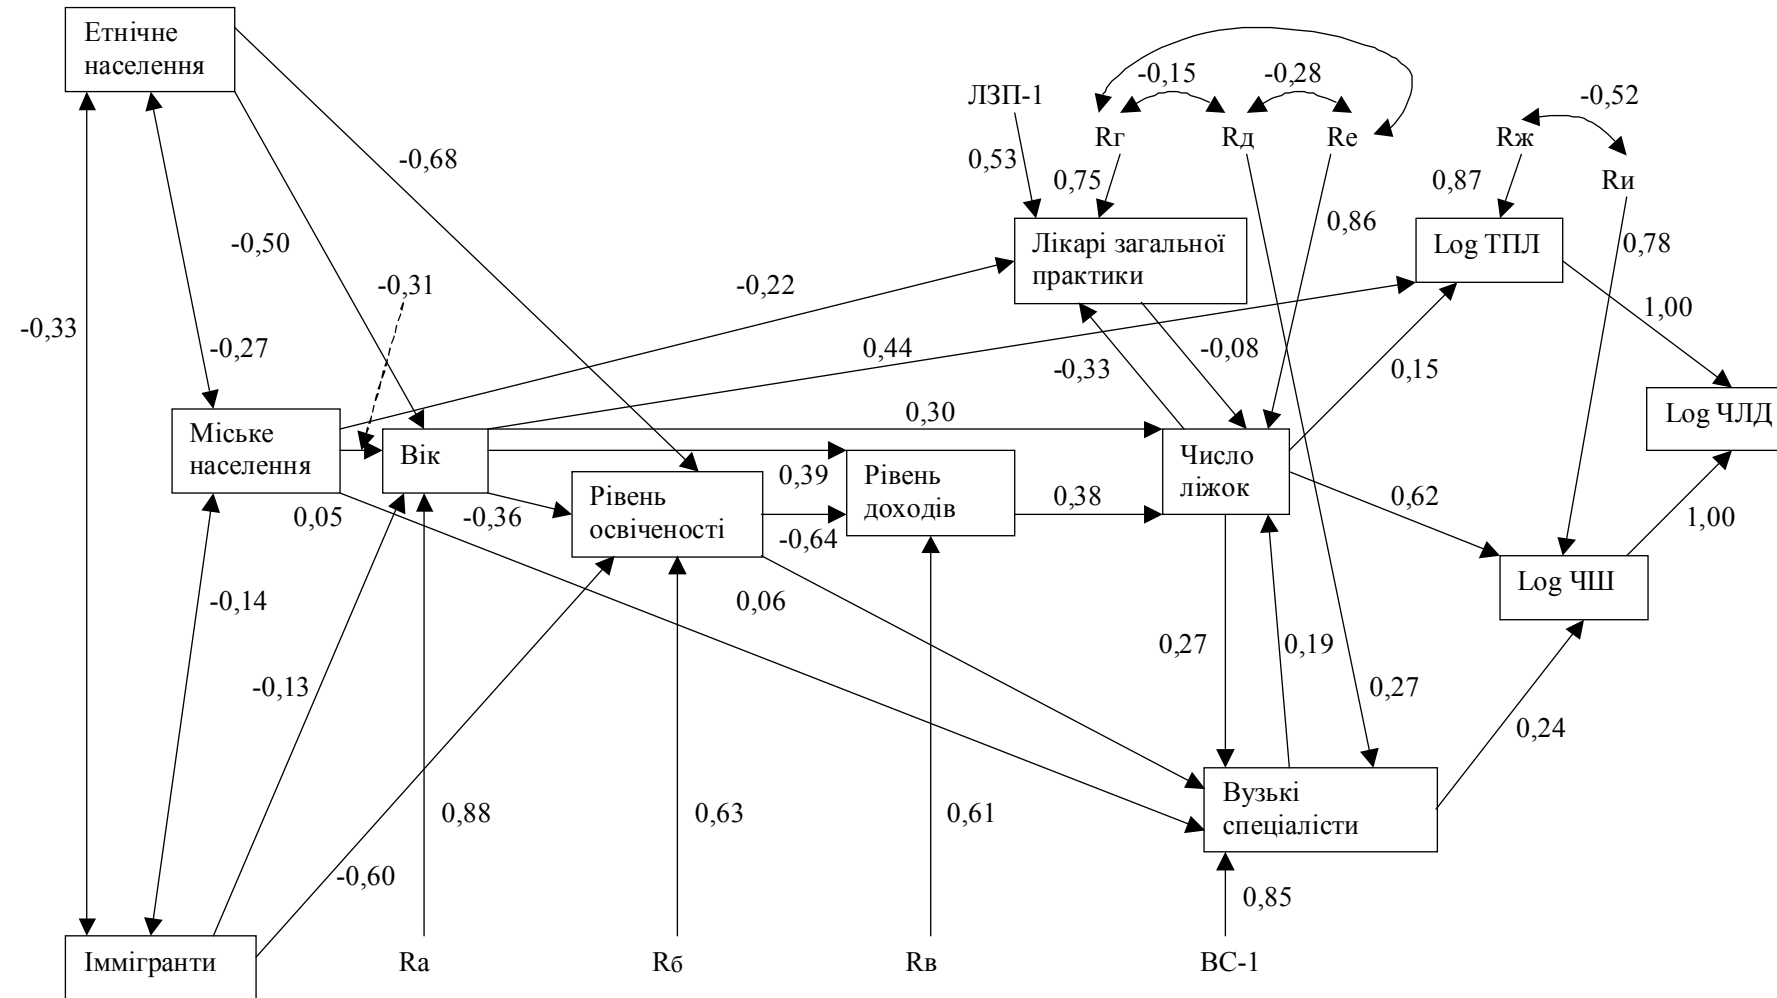 Етнічне
населення
-0,15
-0,28
ЛЗП-1
-0,52
Rг
Rд
Rе
Rж
-0,68
0,53
0,75
0,87
Rи
0,86
-0,50
Лікарі загальної
практики
Log ТПЛ
0,78
-0,31
-0,22
-0,33
-0,27
0,44
-0,08
1,00
-0,33
0,15
0,30
Міське
населення
Вік
Число
ліжок
Log ЧЛД
0,39
Рівень
освіченості
Рівень
доходів
0,38
0,62
0,05
-0,36
-0,64
1,00
Log ЧШ
-0,14
0,06
0,27
0,19
-0,13
0,27
0,24
Вузькі
спеціалісти
0,88
0,63
0,61
-0,60
0,85
Іммігранти
Rа
Rб
Rв
ВС-1